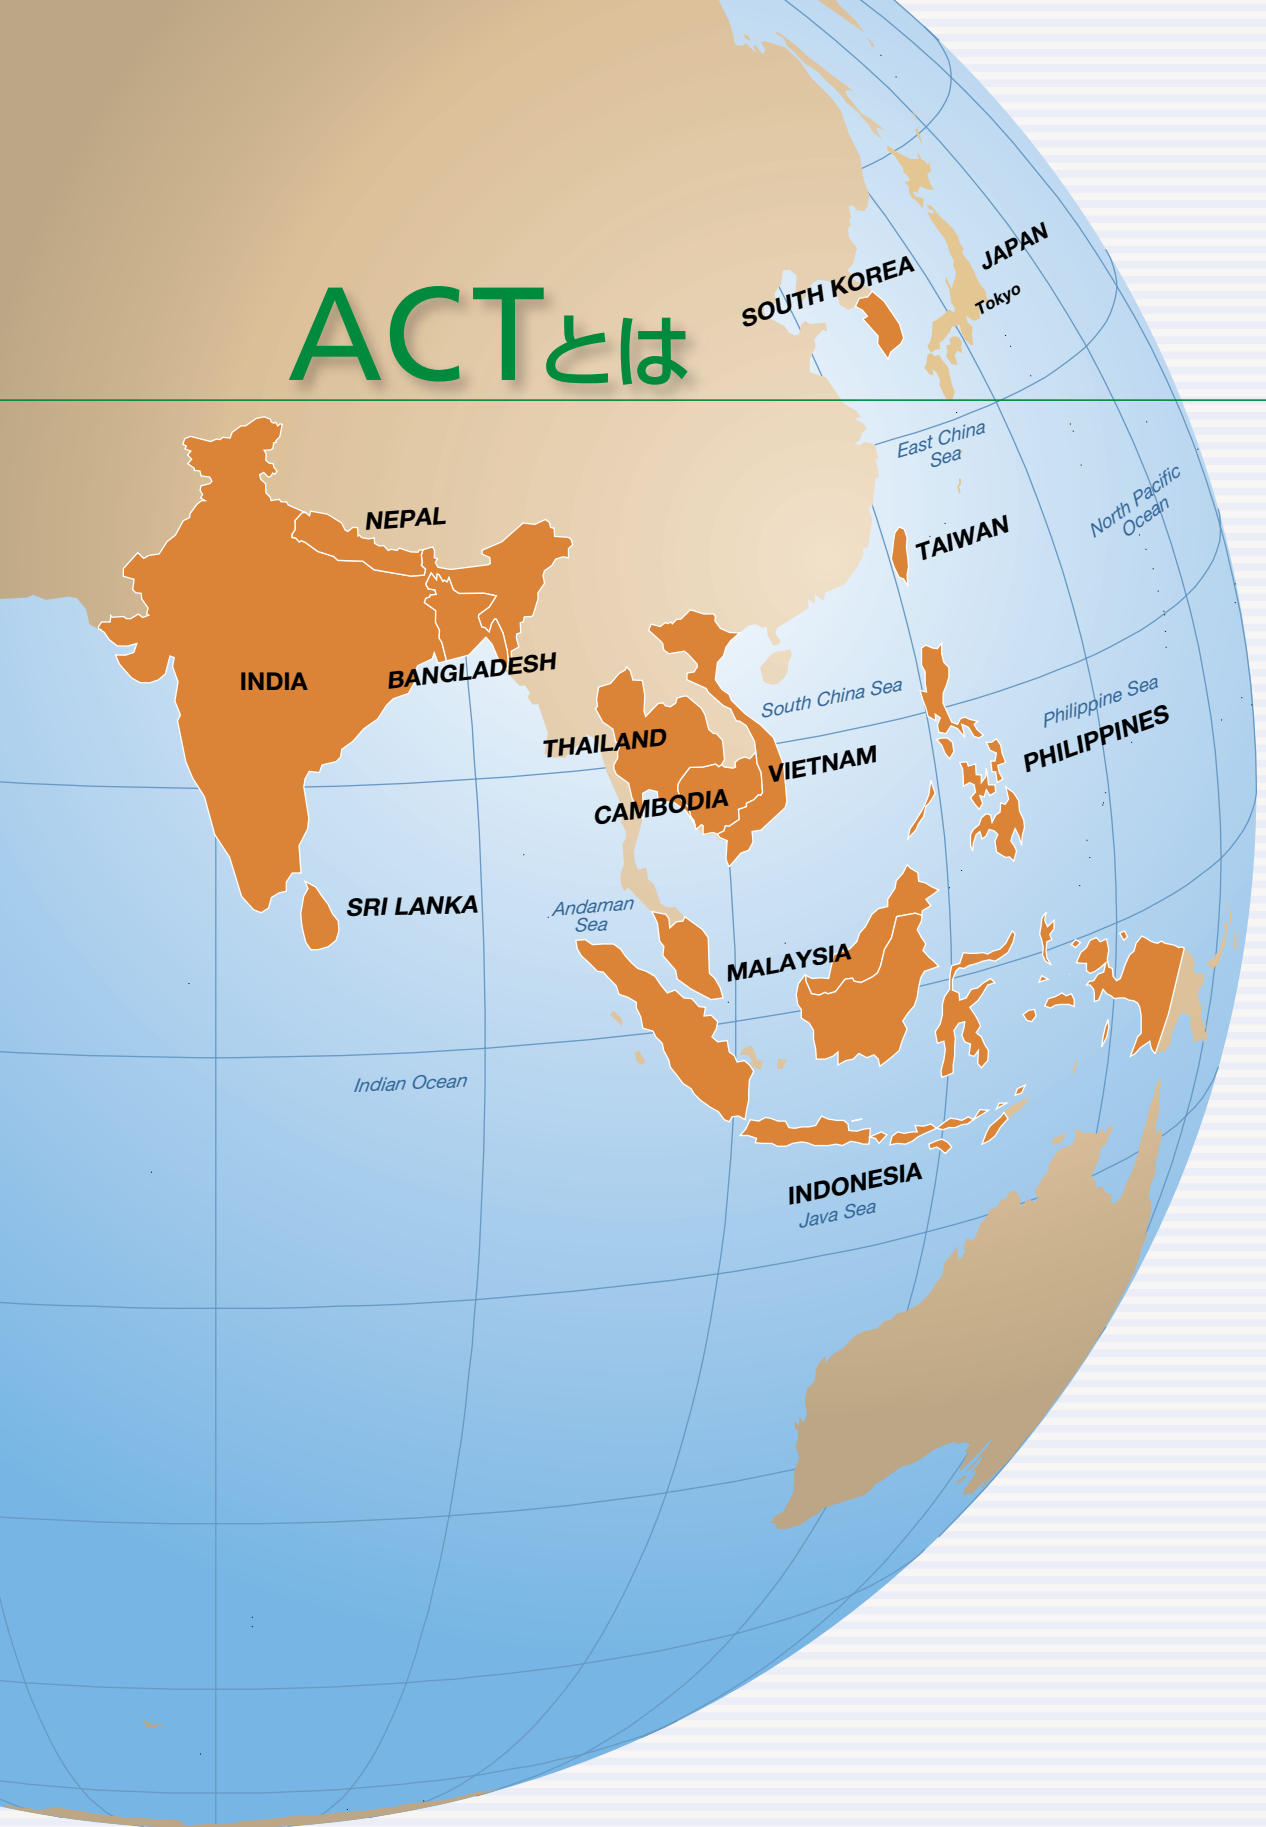 JAPAN
SOUTH KOREA
Tokyo
ACTとは
East China
Sea
North Pacific
Ocean
NEPAL
TAIWAN
INDIA
BANGLADESH
South China Sea
Philippine Sea
PHILIPPINES
THAILAND
VIETNAM
CAMBODIA
SRI LANKA
Andaman
Sea
MALAYSIA
Indian Ocean
INDONESIA
Java Sea